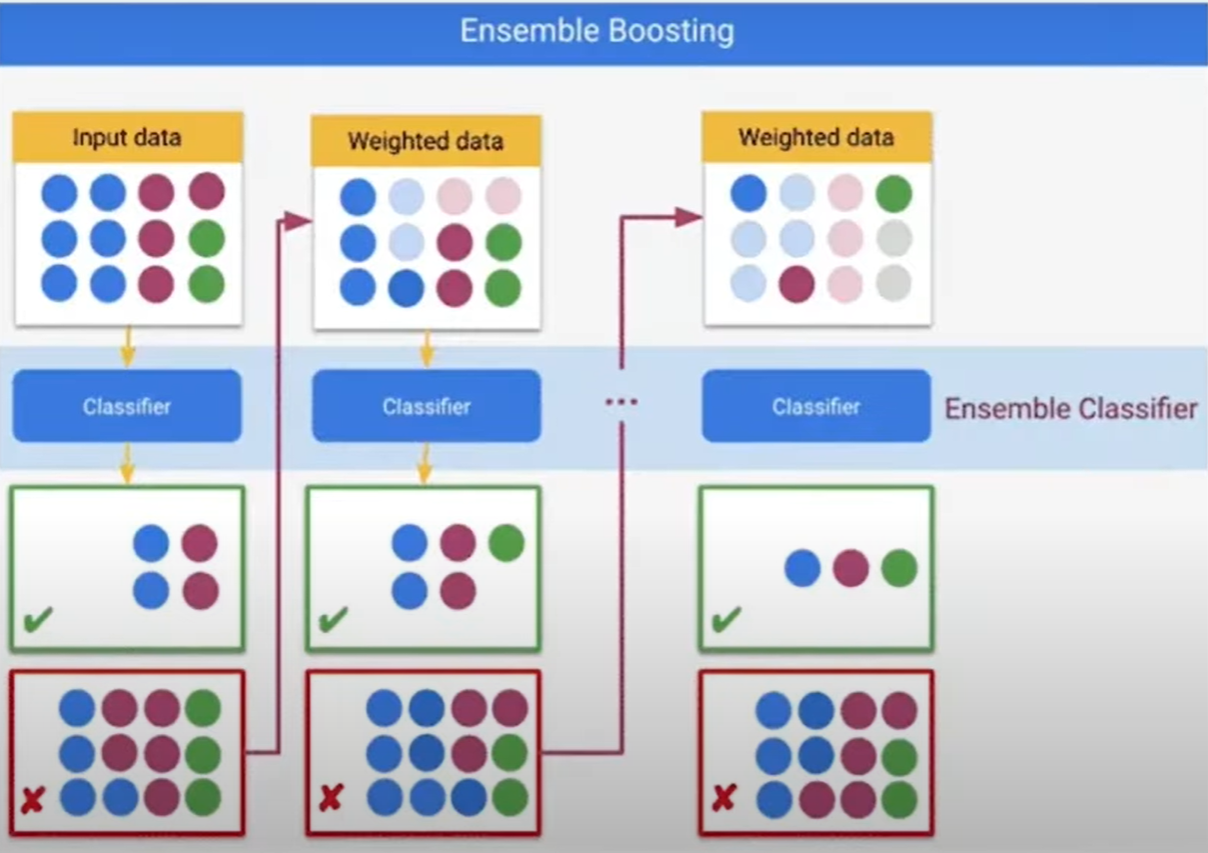 Ensemble Boosting
Input data
Weighted data
Weighted data
Classifier
Classifier
...
Classifier
Ensemble Classifier